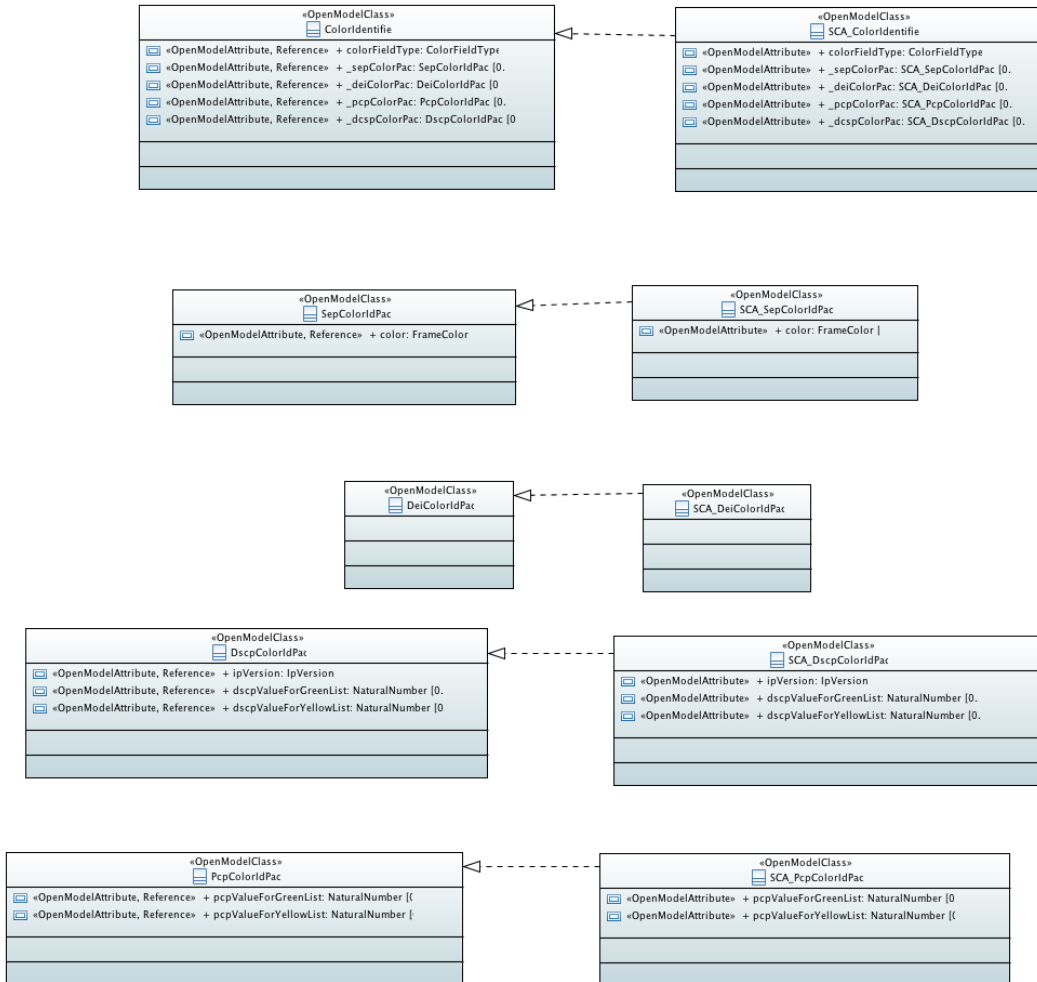 «OpenModelClass»
ColorIdentifie
«OpenModelAttribute, Reference» + colorFieldType: ColorFieldType
«OpenModelAttribute, Reference» + _sepColorPac: SepColorIdPac [0.
«OpenModelAttribute, Reference» + _deiColorPac: DeiColorIdPac [0
«OpenModelAttribute, Reference» + _pcpColorPac: PcpColorIdPac [0.
«OpenModelAttribute, Reference» + _dcspColorPac: DscpColorIdPac [0
«OpenModelClass»
SCA_ColorIdentifie
«OpenModelAttribute» + colorFieldType: ColorFieldType
«OpenModelAttribute» + _sepColorPac: SCA_SepColorIdPac [0.
«OpenModelAttribute» + _deiColorPac: SCA_DeiColorIdPac [0.
«OpenModelAttribute» + _pcpColorPac: SCA_PcpColorIdPac [0.
«OpenModelAttribute» + _dcspColorPac: SCA_DscpColorIdPac [0.
«OpenModelClass»
SepColorIdPac
«OpenModelAttribute, Reference» + color: FrameColor
«OpenModelClass»
SCA_SepColorIdPac
«OpenModelAttribute» + color: FrameColor [
«OpenModelClass»
DeiColorIdPac
«OpenModelClass»
SCA_DeiColorIdPac
«OpenModelClass»
DscpColorIdPac
«OpenModelAttribute, Reference» + ipVersion: IpVersion
«OpenModelAttribute, Reference» + dscpValueForGreenList: NaturalNumber [0.
«OpenModelAttribute, Reference» + dscpValueForYellowList: NaturalNumber [0
«OpenModelClass»
SCA_DscpColorIdPac
«OpenModelAttribute» + ipVersion: IpVersion
«OpenModelAttribute» + dscpValueForGreenList: NaturalNumber [0.
«OpenModelAttribute» + dscpValueForYellowList: NaturalNumber [0.
«OpenModelClass»
PcpColorIdPac
«OpenModelAttribute, Reference» + pcpValueForGreenList: NaturalNumber [(
«OpenModelAttribute, Reference» + pcpValueForYellowList: NaturalNumber [
«OpenModelClass»
SCA_PcpColorIdPac
«OpenModelAttribute» + pcpValueForGreenList: NaturalNumber [0
«OpenModelAttribute» + pcpValueForYellowList: NaturalNumber [(